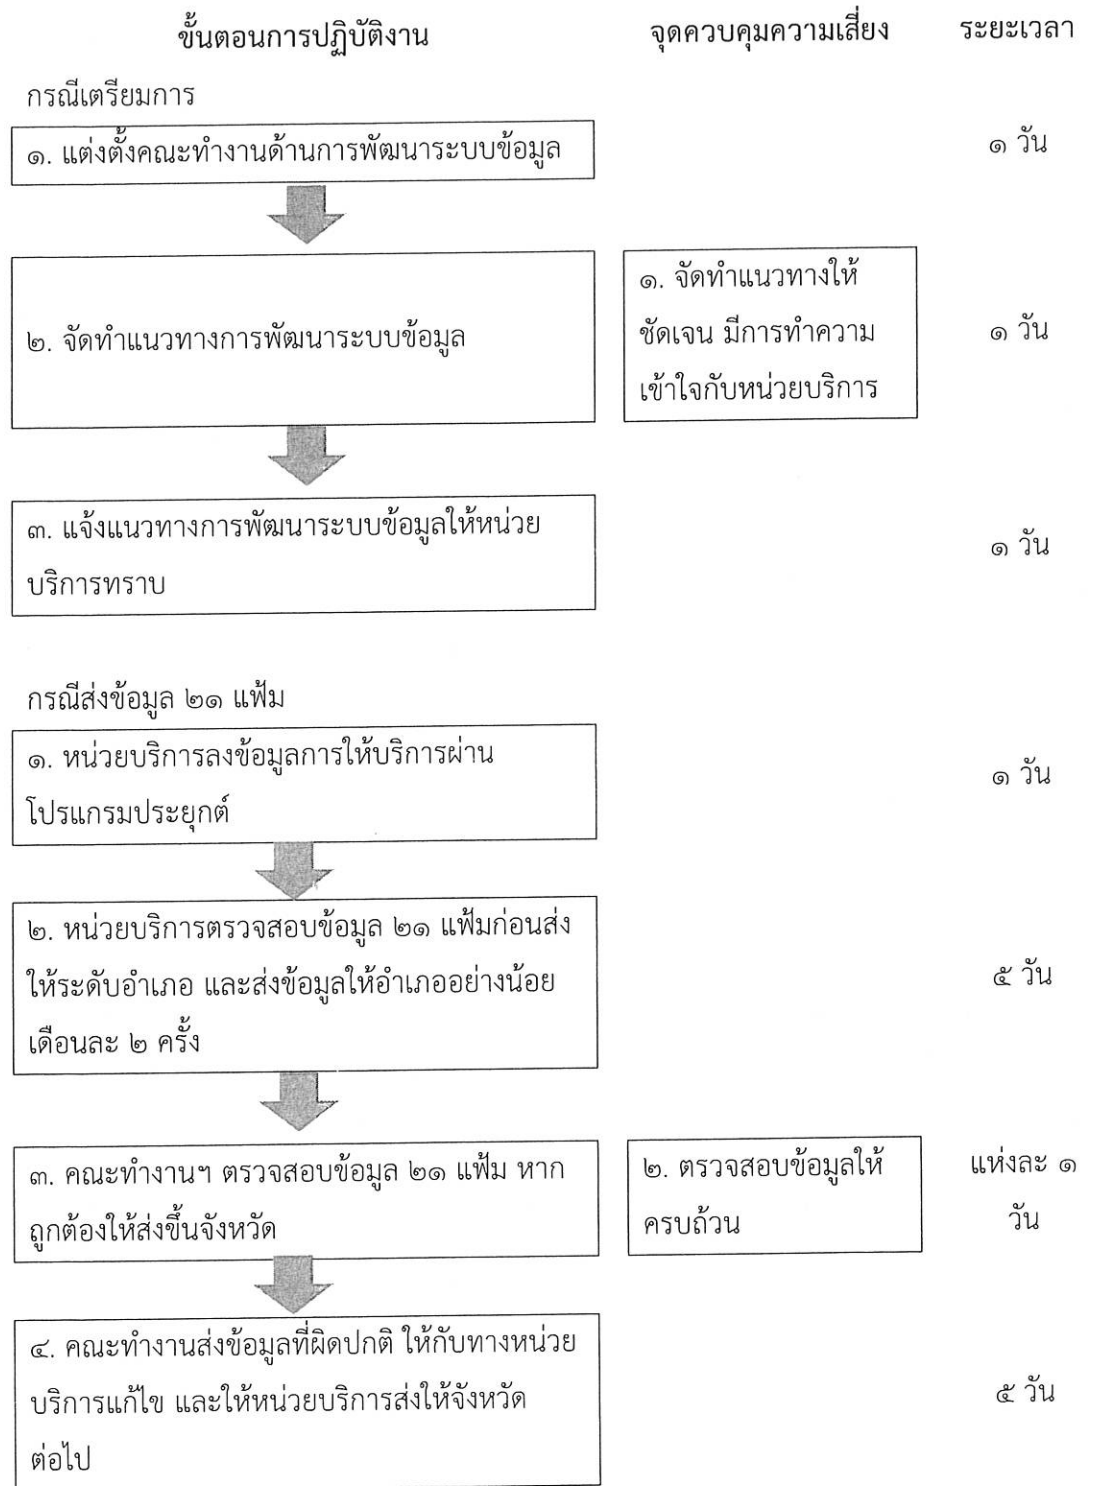 ขั้นตอนการปฏิบัติงาน จุดควบคุมความเสี่ยง ระยะเวลา
กรณีเตรียมการ
๑. แต่งตั้งคณะทำงานด้านการพัฒนาระบบข้อมูล
๑ วัน
๒. จัดทำแนวทางการพัฒนาระบบข้อมูล
๑. จัดทำแนวทางให้
ชัดเจน มีการทำความ
เข้าใจกับหน่วยบริการ
๑ วัน
๓. แจ้งแนวทางการพัฒนาระบบข้อมูลให้หน่วย
บริการทราบ
๑ วัน
กรณีส่งข้อมูล ๒๑ แฟ้ม
๑. หน่วยบริการลงข้อมูลการให้บริการผ่าน
โปรแกรมประยุกต์
๑ วัน
๒. หน่วยบริการตรวจสอบข้อมูล ๒๑ แฟ้มก่อนส่ง
ให้ระดับอำเภอ และส่งข้อมูลให้อำเภออย่างน้อย
เดือนละ ๒ ครั้ง
๕ วัน
๓. คณะทำงานฯ ตรวจสอบข้อมูล ๒๑ แฟ้ม หาก
ถูกต้องให้ส่งขึ้นจังหวัด
๒. ตรวจสอบข้อมูลให้
ครบถ้วน
แห่งละ ๑
วัน
๔. คณะทำงานส่งข้อมูลที่ผิดปกติ ให้กับทางหน่วย
บริการแก้ไข และให้หน่วยบริการส่งให้จังหวัด
ต่อไป
๕ วัน